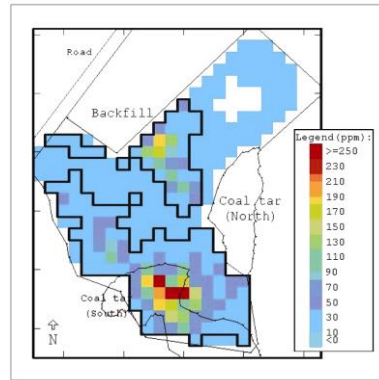 Road
Backfill
Legend(ppm):
>=250
230
210
190
170
150
130
110
90
70
50
30
10
<0
Coal tar
(North)
Coal tar
(South)
N